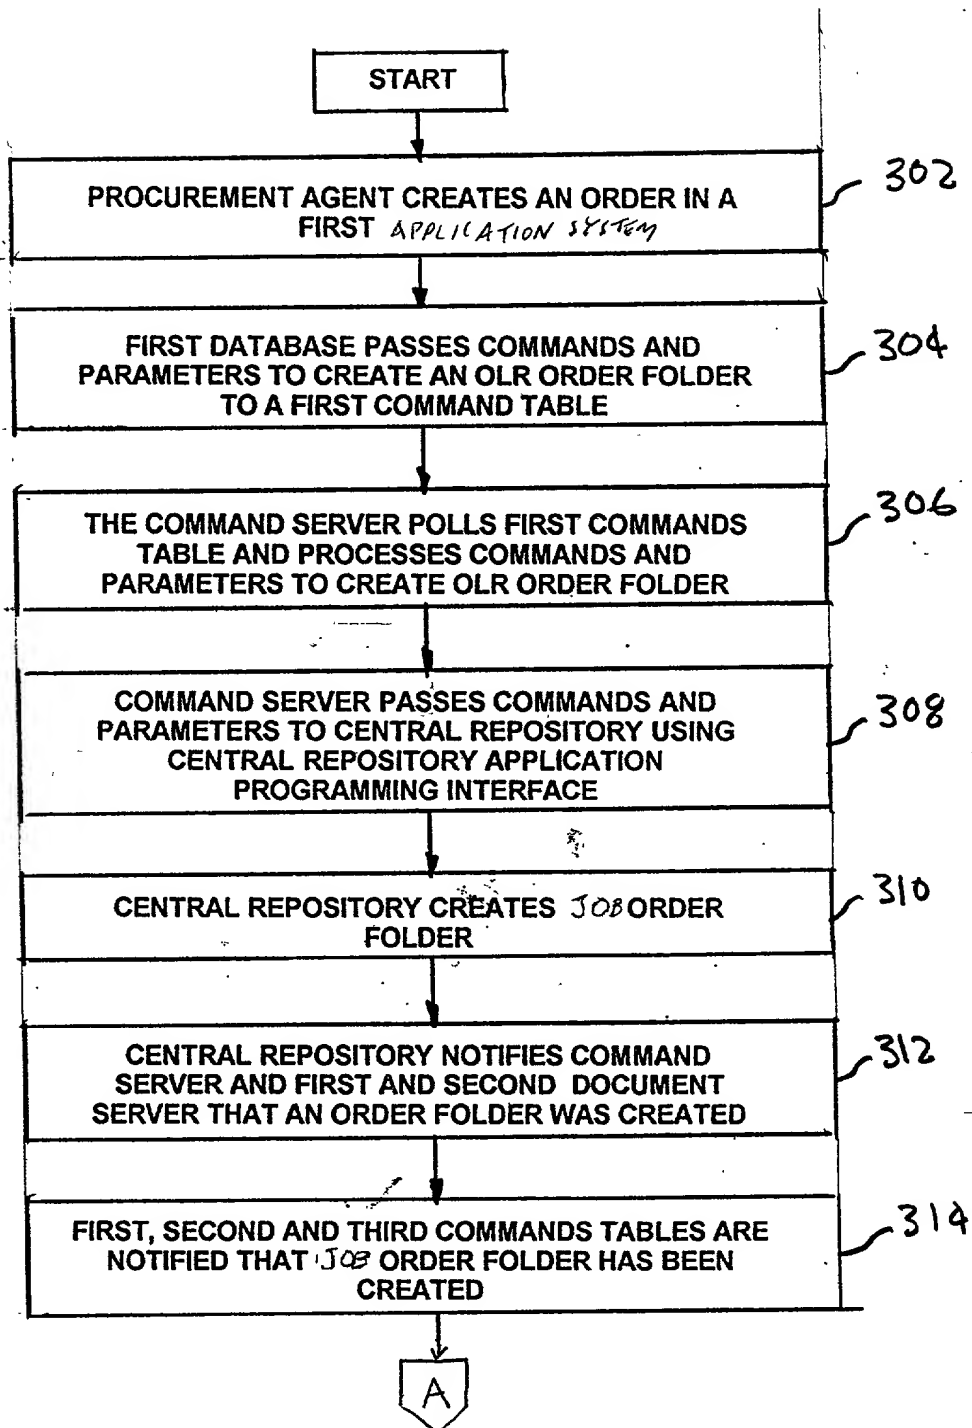 START
PROCUREMENT AGENT CREATES AN ORDER IN A
FIRST APPLICATION SYSTEM
302
FIRST DATABASE PASSES COMMANDS AND
PARAMETERS TO CREATE AN OLR ORDER FOLDER
TO A FIRST COMMAND TABLE
304
THE COMMAND SERVER POLLS FIRST COMMANDS
TABLE AND PROCESSES COMMANDS AND
PARAMETERS TO CREATE OLR ORDER FOLDER
306
COMMAND SERVER PASSES COMMANDS AND
PARAMETERS TO CENTRAL REPOSITORY USING
CENTRAL REPOSITORY APPLICATION
PROGRAMMING INTERFACE
308
CENTRAL REPOSITORY CREATES JOB ORDER
FOLDER
310
CENTRAL REPOSITORY NOTIFIES COMMAND
SERVER AND FIRST AND SECOND DOCUMENT
SERVER THAT AN ORDER FOLDER WAS CREATED
312
FIRST, SECOND AND THIRD COMMANDS TABLES ARE
NOTIFIED THAT JOB ORDER FOLDER HAS BEEN
CREATED
314
A